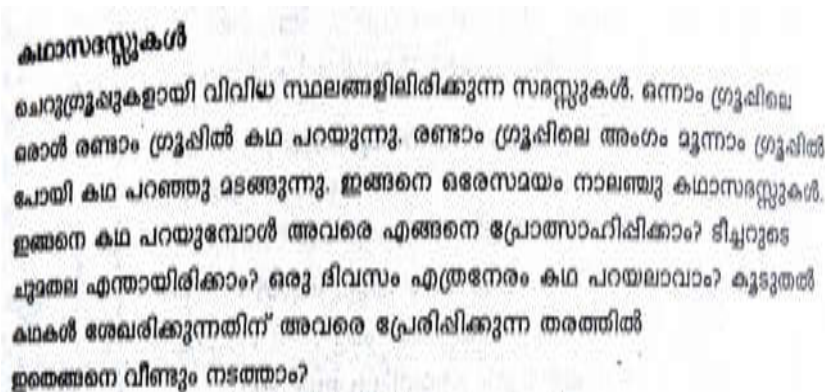 കഥാസദസ്സുകൾ
ചെറുഗ്രൂപ്പുകളായി വിവിധ സ്ഥലങ്ങളിലിരിക്കുന്ന സദസ്സുകൾ. ഒന്നാം ഗ്രൂപ്പിലെ
ഒരാൾ രണ്ടാം ഗ്രൂപ്പിൽ കഥ പറയുന്നു. രണ്ടാം ഗ്രൂപ്പിലെ അംഗം മൂന്നാം ഗ്രൂപ്പിൽ
പോയി കഥ പറഞ്ഞു മടങ്ങുന്നു. ഇങ്ങനെ ഒരേസമയം നാലഞ്ചു കഥാസദസ്സുകൾ.
ഇങ്ങനെ കഥ പറയുമ്പോൾ അവരെ എങ്ങനെ പ്രോത്സാഹിപ്പിക്കാം? ടീച്ചറുടെ
ചുമതല എന്തായിരിക്കാം? ഒരു ദിവസം എത്രനേരം കഥ പറയലാവാം? കൂടുതൽ
കഥകൾ ശേഖരിക്കുന്നതിന് അവരെ പ്രേരിപ്പിക്കുന്ന തരത്തിൽ
ഇതെങ്ങനെ വീണ്ടും നടത്താം?